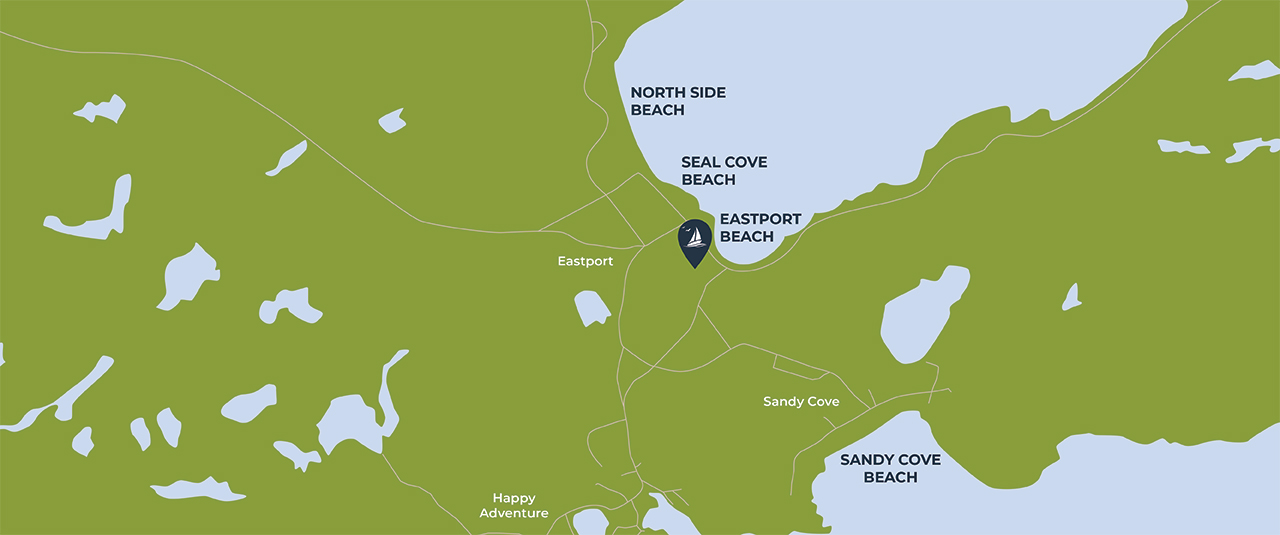 NORTH SIDE
BEACH
SEAL COVE
BEACH
EASTPORT
BEACH
Eastport
Sandy Cove
SANDY COVE
BEACH
Happy
Adventure